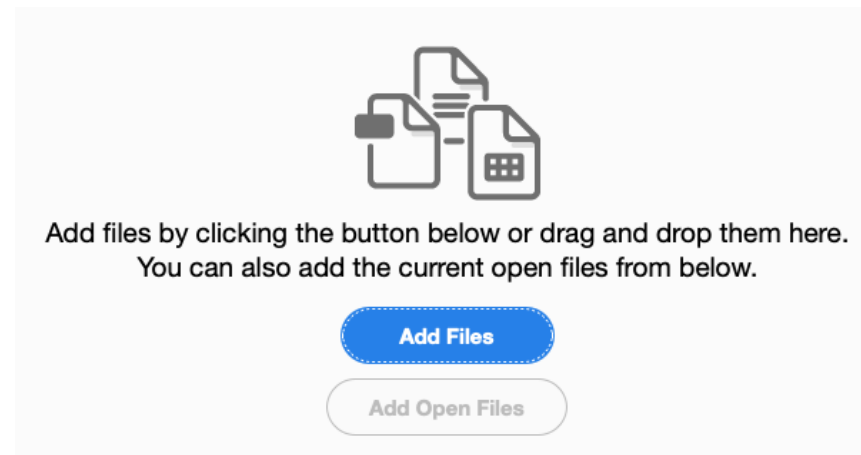 Add files by clicking the button below or drag and drop them here.
You can also add the current open files from below.
Add Files
Add Open Files